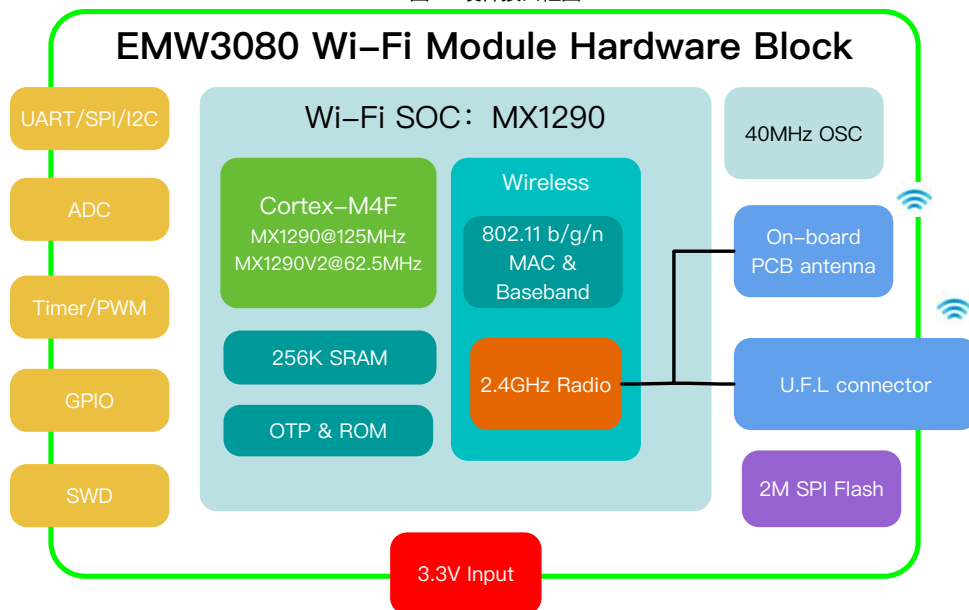 EMW3080 Wi-Fi Module Hardware Block
UART/SPI/I2C
ADC
Timer/PWM
GPIO
SWD
Wi-Fi SOC：MX1290
Cortex-M4F
MX1290@125MHz
MX1290V2@62.5MHz
256K SRAM
OTP & ROM
Wireless
802.11 b/g/n
MAC &
Baseband
2.4GHz Radio
40MHz OSC
On-board
PCB antenna
U.F.L connector
2M SPI Flash
3.3V Input